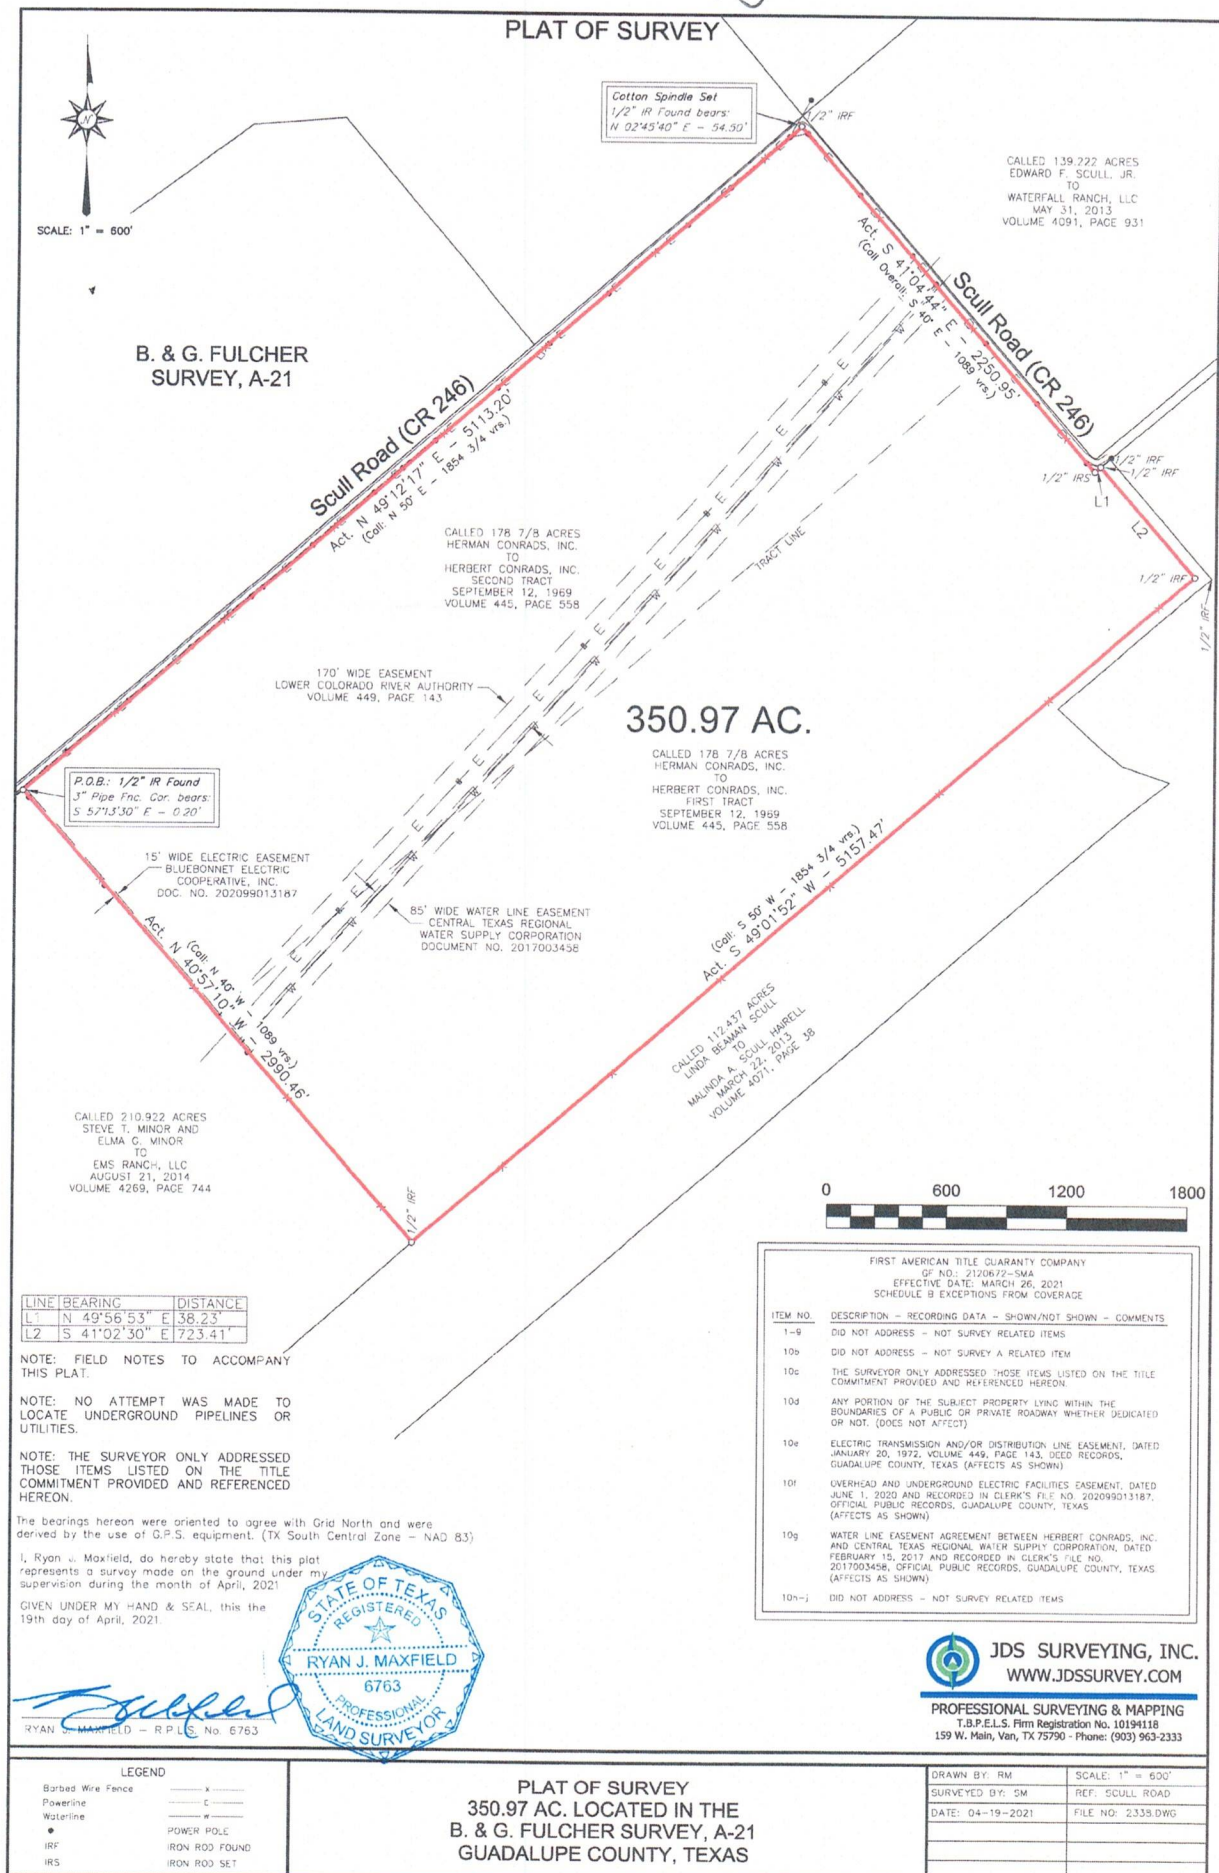 PLAT OF SURVEY
N
SCALE: 1" = 600'
Cotton Spindle Set
1/2" IR Found bears:
N 02°45'40" E - 54.50'
1/2" IRF
CALLED 139.222 ACRES
EDWARD F. SCULL, JR.
TO
WATERFALL RANCH, LLC
MAY 31, 2013
VOLUME 4091, PAGE 931
B. & G. FULCHER
SURVEY, A-21
Scull Road (CR 246)
Act. S 41°04'44" E - 2250.95'
(Call Overall: S 40° E - 1089 vrs.)
Scull Road (CR 246)
Act. N 49°12'17" E - 5113.20'
(Call: N 50° E - 1854 3/4 vrs.)
1/2" IRF
1/2" IRF
1/2" IRS
L1
L2
1/2" IRF
1/2" IRF
TRACT LINE
CALLED 178 7/8 ACRES
HERMAN CONRADS, INC.
TO
HERBERT CONRADS, INC.
SECOND TRACT
SEPTEMBER 12, 1969
VOLUME 445, PAGE 558
170' WIDE EASEMENT
LOWER COLORADO RIVER AUTHORITY
VOLUME 449, PAGE 143
350.97 AC.
CALLED 178 7/8 ACRES
HERMAN CONRADS, INC.
TO
HERBERT CONRADS, INC.
FIRST TRACT
SEPTEMBER 12, 1969
VOLUME 445, PAGE 558
P.O.B.: 1/2" IR Found
3" Pipe Fnc. Cor. bears:
S 57°13'30" E - 0.20'
15' WIDE ELECTRIC EASEMENT
BLUEBONNET ELECTRIC
COOPERATIVE, INC.
DOC. NO. 202099013187
85' WIDE WATER LINE EASEMENT
CENTRAL TEXAS REGIONAL
WATER SUPPLY CORPORATION
DOCUMENT NO. 2017003458
(Call: N 40° W - 1089 vrs.)
Act. N 40°57'10" W - 2990.46'
(Call: S 50° W - 1854 3/4 vrs.)
Act. S 49°01'52" W - 5157.47'
CALLED 112.437 ACRES
LINDA BEAMAN SCULL
TO
MALINDA A. SCULL HAIRELL
MARCH 22, 2013
VOLUME 4071, PAGE 38
CALLED 210.922 ACRES
STEVE T. MINOR AND
ELMA G. MINOR
TO
EMS RANCH, LLC
AUGUST 21, 2014
VOLUME 4269, PAGE 744
1/2" IRF
0 600 1200 1800
LINE BEARING DISTANCE
L1 N 49°56'53" E 38.23'
L2 S 41°02'30" E 723.41'
NOTE: FIELD NOTES TO ACCOMPANY
THIS PLAT.
NOTE: NO ATTEMPT WAS MADE TO
LOCATE UNDERGROUND PIPELINES OR
UTILITIES.
NOTE: THE SURVEYOR ONLY ADDRESSED
THOSE ITEMS LISTED ON THE TITLE
COMMITMENT PROVIDED AND REFERENCED
HEREON.
The bearings hereon were oriented to agree with Grid North and were
derived by the use of G.P.S. equipment. (TX South Central Zone - NAD 83)
I, Ryan J. Maxfield, do hereby state that this plat
represents a survey made on the ground under my
supervision during the month of April, 2021
GIVEN UNDER MY HAND & SEAL, this the
19th day of April, 2021.
STATE OF TEXAS
REGISTERED
RYAN J. MAXFIELD
6763
PROFESSIONAL
LAND SURVEYOR
RYAN J. MAXFIELD - R.P.L.S. No. 6763
FIRST AMERICAN TITLE GUARANTY COMPANY
GF NO.: 2120672-SMA
EFFECTIVE DATE: MARCH 26, 2021
SCHEDULE B EXCEPTIONS FROM COVERAGE
ITEM NO. DESCRIPTION - RECORDING DATA - SHOWN/NOT SHOWN - COMMENTS
1-9 DID NOT ADDRESS - NOT SURVEY RELATED ITEMS
10b DID NOT ADDRESS - NOT SURVEY A RELATED ITEM
10c THE SURVEYOR ONLY ADDRESSED THOSE ITEMS LISTED ON THE TITLE
COMMITMENT PROVIDED AND REFERENCED HEREON.
10d ANY PORTION OF THE SUBJECT PROPERTY LYING WITHIN THE
BOUNDARIES OF A PUBLIC OR PRIVATE ROADWAY WHETHER DEDICATED
OR NOT. (DOES NOT AFFECT)
10e ELECTRIC TRANSMISSION AND/OR DISTRIBUTION LINE EASEMENT, DATED
JANUARY 20, 1972, VOLUME 449, PAGE 143, DEED RECORDS,
GUADALUPE COUNTY, TEXAS (AFFECTS AS SHOWN)
10f OVERHEAD AND UNDERGROUND ELECTRIC FACILITIES EASEMENT, DATED
JUNE 1, 2020 AND RECORDED IN CLERK'S FILE NO. 202099013187,
OFFICIAL PUBLIC RECORDS, GUADALUPE COUNTY, TEXAS
(AFFECTS AS SHOWN)
10g WATER LINE EASEMENT AGREEMENT BETWEEN HERBERT CONRADS, INC.
AND CENTRAL TEXAS REGIONAL WATER SUPPLY CORPORATION, DATED
FEBRUARY 15, 2017 AND RECORDED IN CLERK'S FILE NO.
2017003458, OFFICIAL PUBLIC RECORDS, GUADALUPE COUNTY, TEXAS
(AFFECTS AS SHOWN)
10h-j DID NOT ADDRESS - NOT SURVEY RELATED ITEMS
JDS SURVEYING, INC.
WWW.JDSSURVEY.COM
PROFESSIONAL SURVEYING & MAPPING
T.B.P.E.L.S. Firm Registration No. 10194118
159 W. Main, Van, TX 75790 - Phone: (903) 963-2333
LEGEND
Barbed Wire Fence x
Powerline E
Waterline W
POWER POLE
IRF IRON ROD FOUND
IRS IRON ROD SET
PLAT OF SURVEY
350.97 AC. LOCATED IN THE
B. & G. FULCHER SURVEY, A-21
GUADALUPE COUNTY, TEXAS
DRAWN BY: RM SCALE: 1" = 600'
SURVEYED BY: SM REF: SCULL ROAD
DATE: 04-19-2021 FILE NO: 2338.DWG